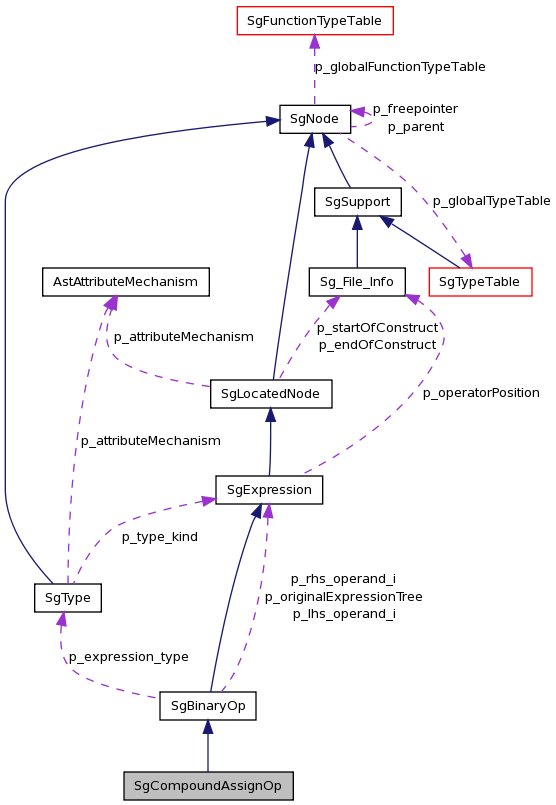 SgFunctionTypeTable
p_globalFunctionTypeTable
SgNode
p_freepointer
p_parent
SgSupport
p_globalTypeTable
AstAttributeMechanism
Sg_File_Info
SgTypeTable
p_attributeMechanism
p_startOfConstruct
p_endOfConstruct
SgLocatedNode
p_operatorPosition
p_attributeMechanism
SgExpression
p_type_kind
SgType
p_rhs_operand_i
p_originalExpressionTree
p_lhs_operand_i
p_expression_type
SgBinaryOp
SgCompoundAssignOp